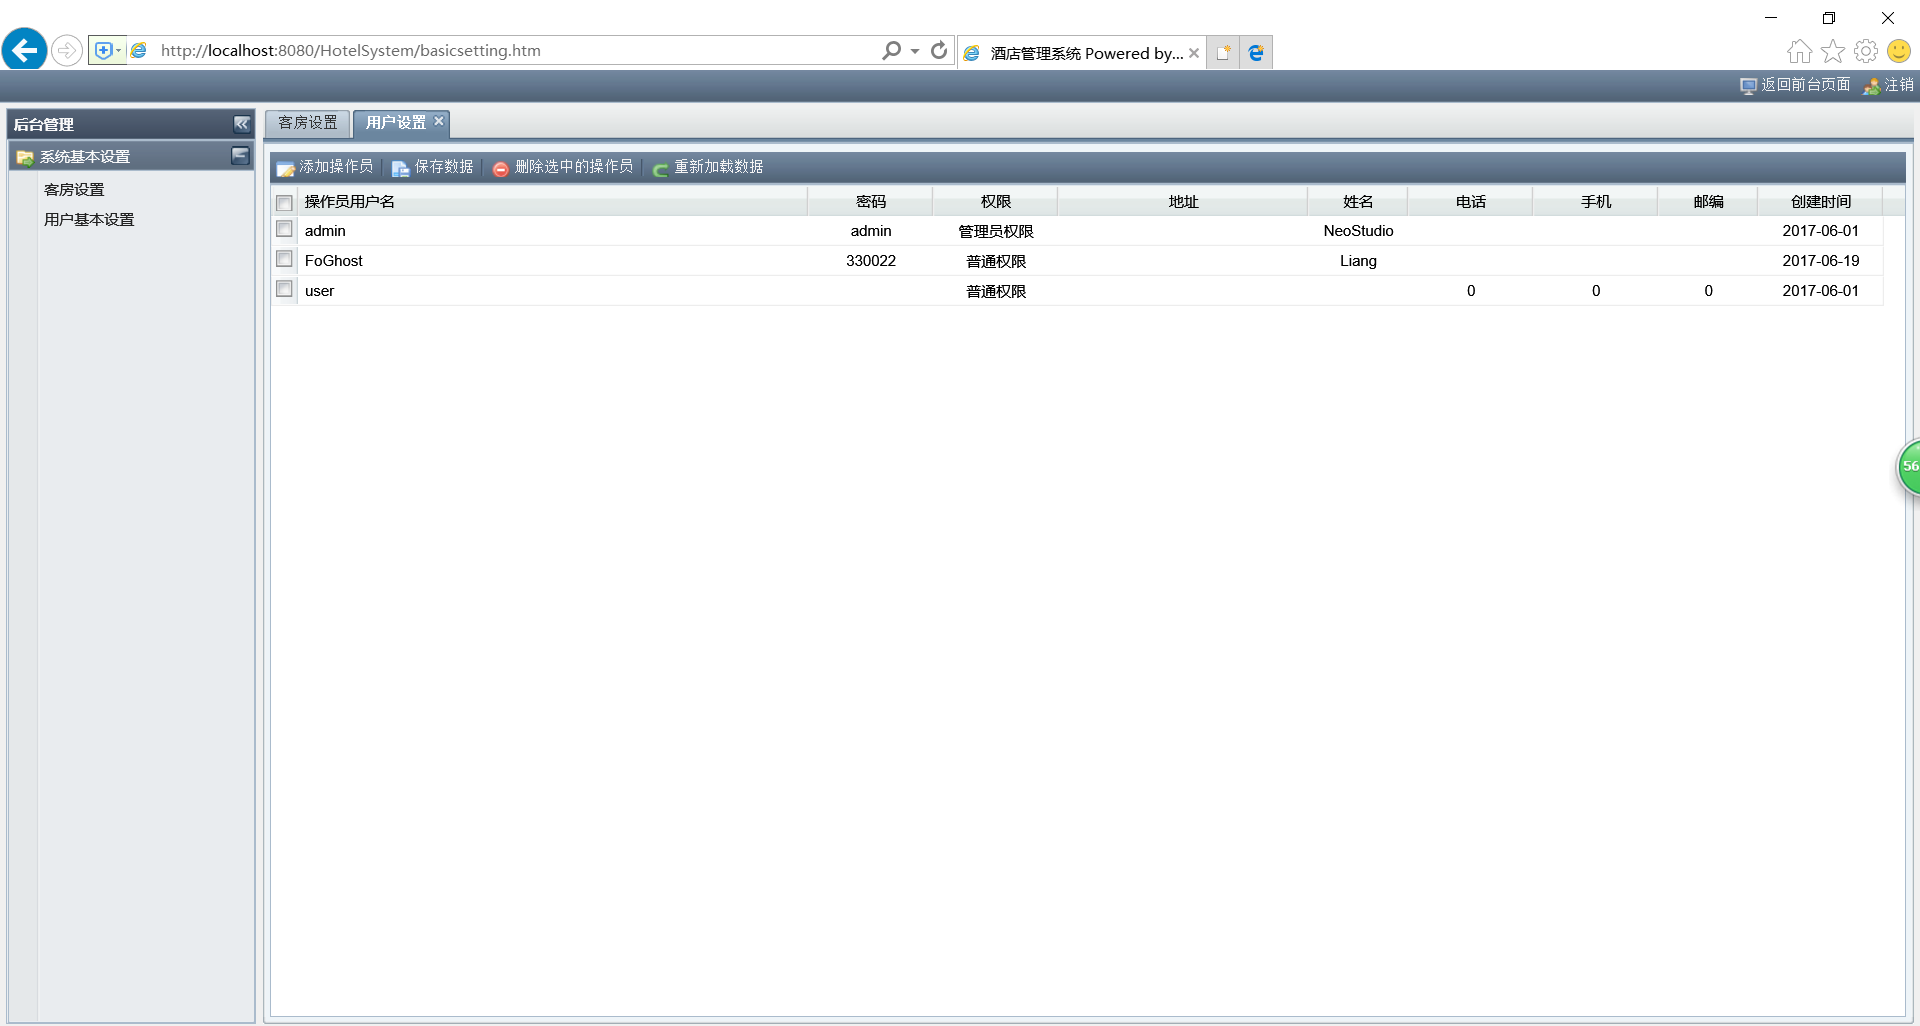 http://localhost:8080/HotelSystem/basicsetting.htm
酒店管理系统 Powered by...
返回前台页面 注销
后台管理
系统基本设置
客房设置
用户基本设置
客房设置 用户设置
添加操作员 保存数据 删除选中的操作员 重新加载数据
操作员用户名 密码 权限 地址 姓名 电话 手机 邮编 创建时间
admin admin 管理员权限 NeoStudio 2017-06-01
FoGhost 330022 普通权限 Liang 2017-06-19
user 普通权限 0 0 0 2017-06-01
56